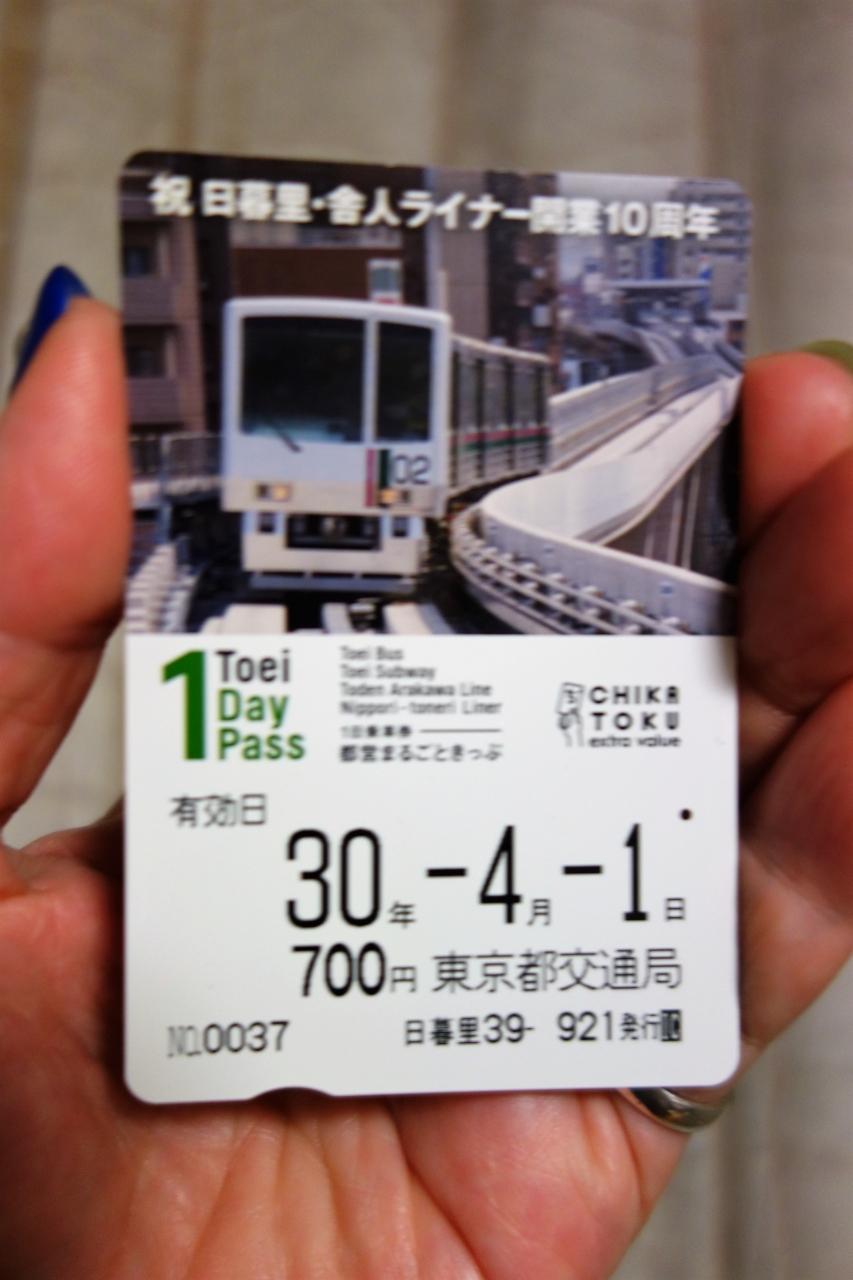 祝 日暮里・舎人ライナー開業10周年
02
1 Toei Day Pass
Toei Bus
Toei Subway
Toden Arakawa Line
Nippori-toneri Liner
1日乗車券
都営まるごときっぷ
CHIKA
TOKU
extra value
有効日
30年-4月-1日
700円 東京都交通局
No.0037 日暮里39- 921発行